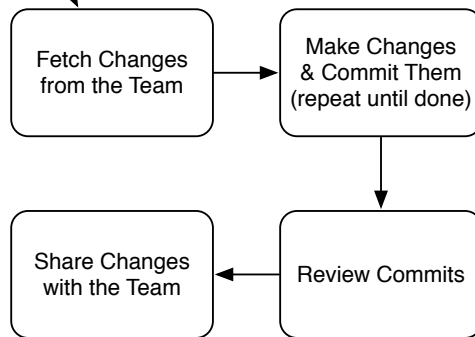 Fetch Changes
from the Team
Make Changes
& Commit Them
(repeat until done)
Share Changes
with the Team
Review Commits